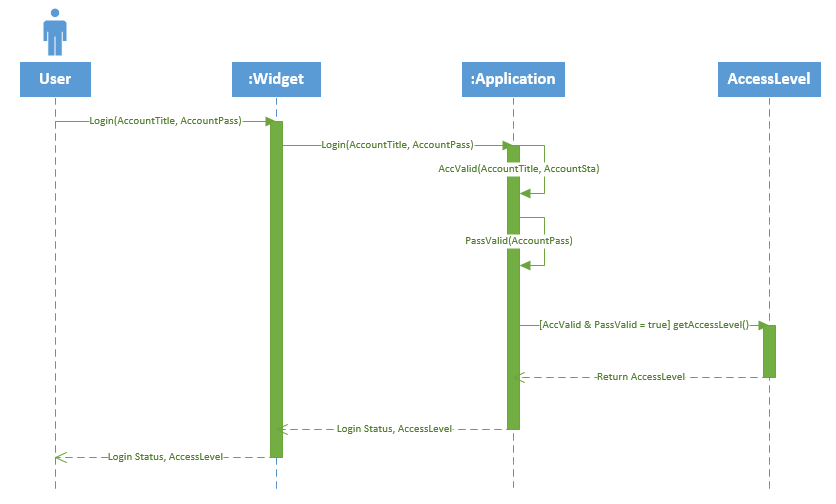 User
:Widget
:Application
AccessLevel
Login(AccountTitle, AccountPass)
Login(AccountTitle, AccountPass)
AccValid(AccountTitle, AccountSta)
PassValid(AccountPass)
[AccValid & PassValid = true] getAccessLevel()
Return AccessLevel
Login Status, AccessLevel
Login Status, AccessLevel